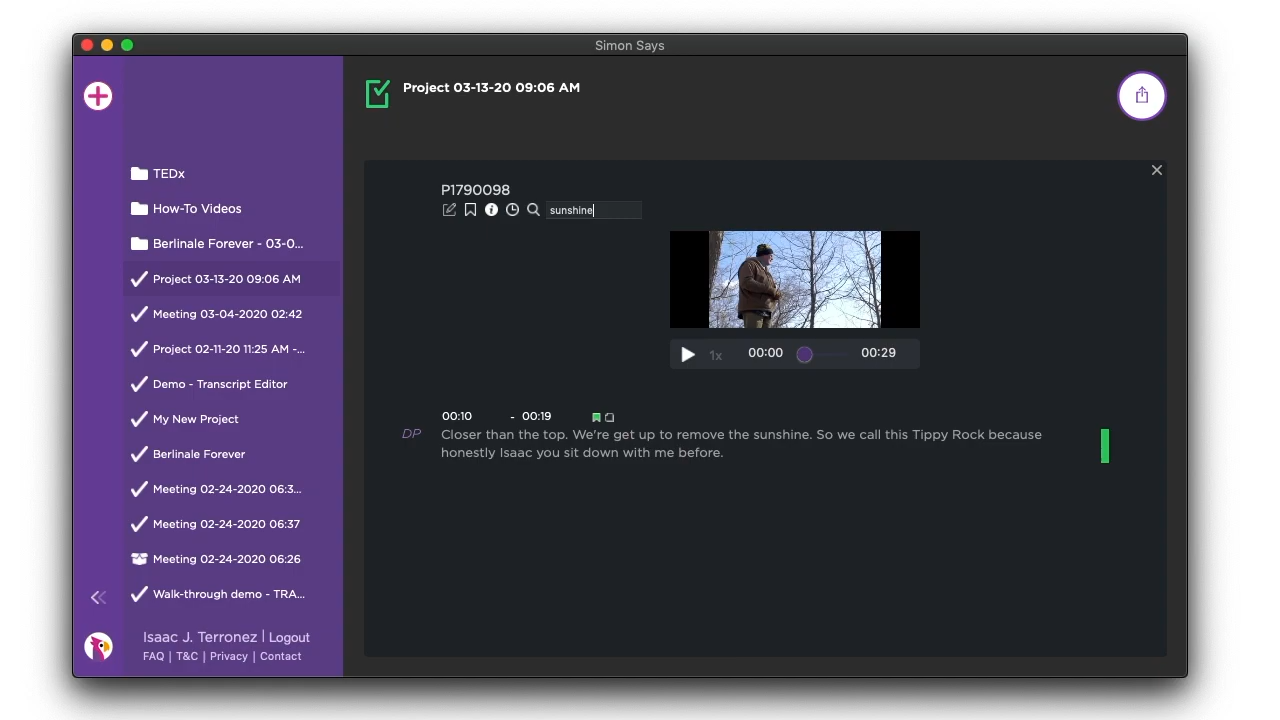 Simon Says
Project 03-13-20 09:06 AM
TEDx
How-To Videos
Berlinale Forever - 03-0...
Project 03-13-20 09:06 AM
Meeting 03-04-2020 02:42
Project 02-11-20 11:25 AM -...
Demo - Transcript Editor
My New Project
Berlinale Forever
Meeting 02-24-2020 06:3...
Meeting 02-24-2020 06:37
Meeting 02-24-2020 06:26
Walk-through demo - TRA...
Isaac J. Terronez | Logout
FAQ | T&C | Privacy | Contact
P1790098
sunshine
1x 00:00 00:29
00:10 - 00:19
DP
Closer than the top. We're get up to remove the sunshine. So we call this Tippy Rock because
honestly Isaac you sit down with me before.